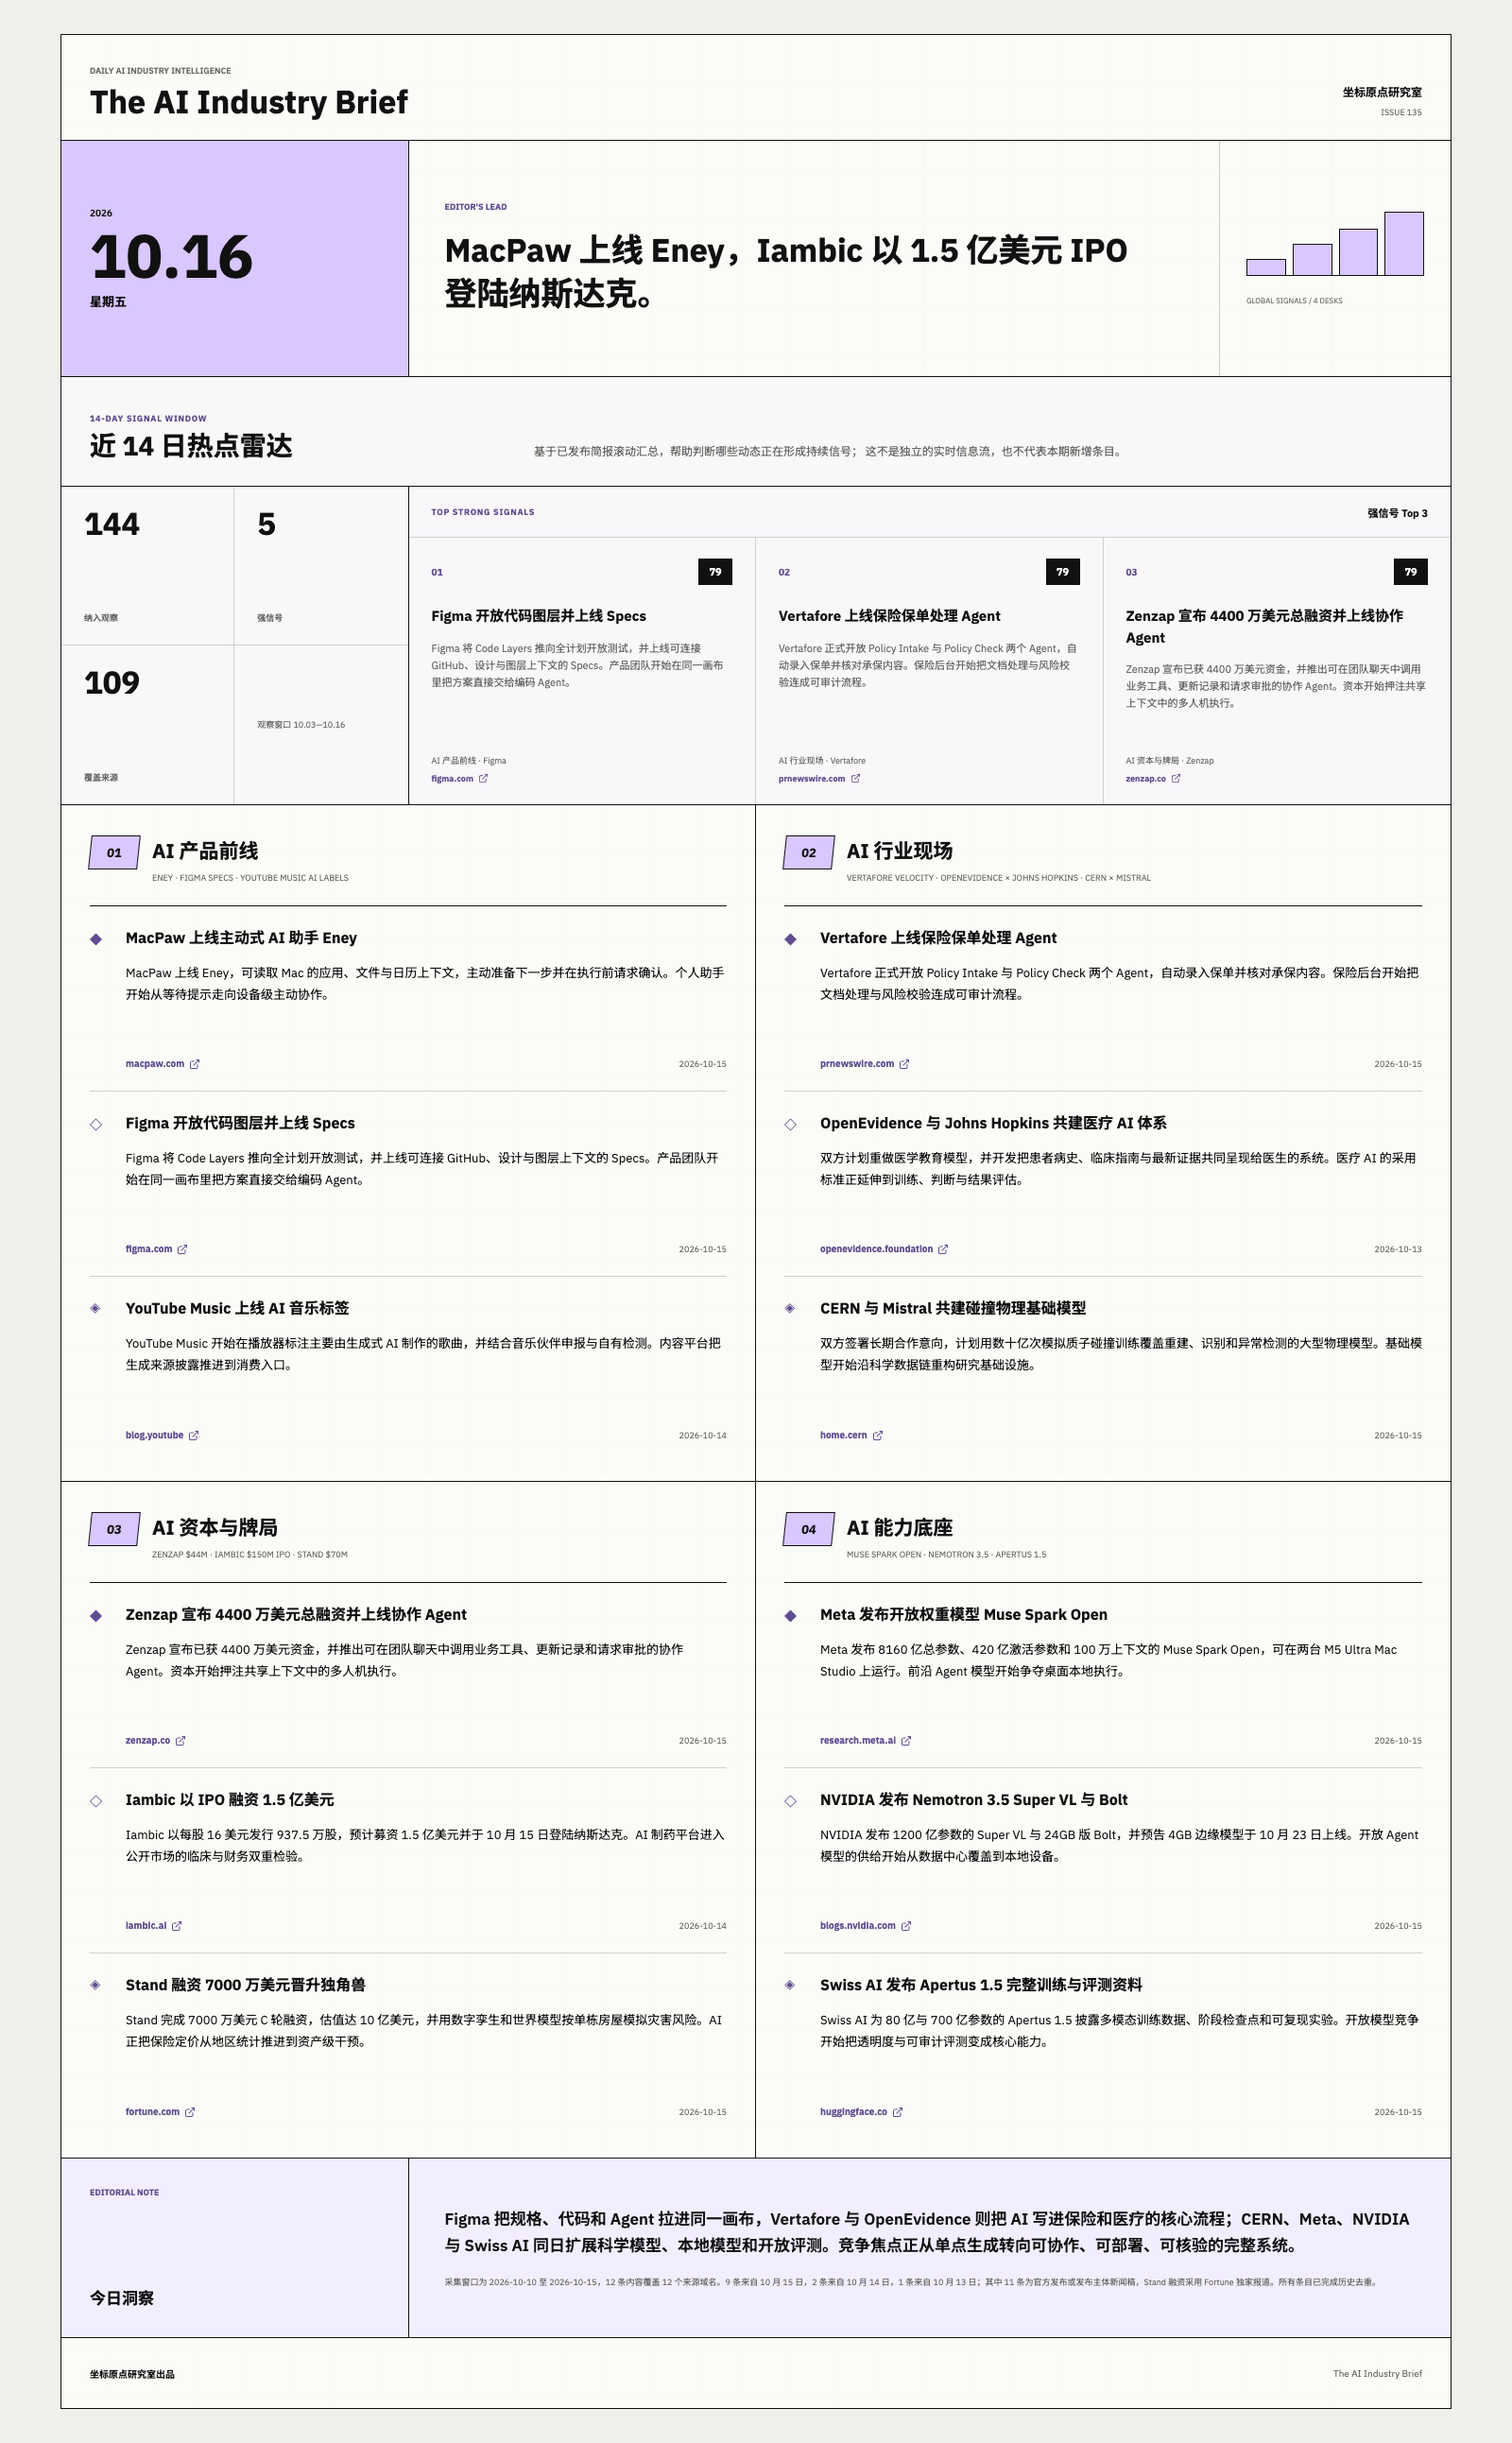 DAILY AI INDUSTRY INTELLIGENCE
The AI Industry Brief
坐标原点研究室
ISSUE 135
2026
10.16
星期五
EDITOR'S LEAD
MacPaw 上线 Eney，Iambic 以 1.5 亿美元 IPO
登陆纳斯达克。
GLOBAL SIGNALS / 4 DESKS
14-DAY SIGNAL WINDOW
近 14 日热点雷达
基于已发布简报滚动汇总，帮助判断哪些动态正在形成持续信号； 这不是独立的实时信息流，也不代表本期新增条目。
144
纳入观察
5
强信号
109
覆盖来源
观察窗口 10.03—10.16
TOP STRONG SIGNALS
强信号 Top 3
01
79
Figma 开放代码图层并上线 Specs
Figma 将 Code Layers 推向全计划开放测试，并上线可连接
GitHub、设计与图层上下文的 Specs。产品团队开始在同一画布
里把方案直接交给编码 Agent。
AI 产品前线 · Figma
figma.com
02
79
Vertafore 上线保险保单处理 Agent
Vertafore 正式开放 Policy Intake 与 Policy Check 两个 Agent，自
动录入保单并核对承保内容。保险后台开始把文档处理与风险校
验连成可审计流程。
AI 行业现场 · Vertafore
prnewswire.com
03
79
Zenzap 宣布 4400 万美元总融资并上线协作
Agent
Zenzap 宣布已获 4400 万美元资金，并推出可在团队聊天中调用
业务工具、更新记录和请求审批的协作 Agent。资本开始押注共享
上下文中的多人机执行。
AI 资本与牌局 · Zenzap
zenzap.co
01
AI 产品前线
ENEY · FIGMA SPECS · YOUTUBE MUSIC AI LABELS
MacPaw 上线主动式 AI 助手 Eney
MacPaw 上线 Eney，可读取 Mac 的应用、文件与日历上下文，主动准备下一步并在执行前请求确认。个人助手
开始从等待提示走向设备级主动协作。
macpaw.com
2026-10-15
Figma 开放代码图层并上线 Specs
Figma 将 Code Layers 推向全计划开放测试，并上线可连接 GitHub、设计与图层上下文的 Specs。产品团队开
始在同一画布里把方案直接交给编码 Agent。
figma.com
2026-10-15
YouTube Music 上线 AI 音乐标签
YouTube Music 开始在播放器标注主要由生成式 AI 制作的歌曲，并结合音乐伙伴申报与自有检测。内容平台把
生成来源披露推进到消费入口。
blog.youtube
2026-10-14
02
AI 行业现场
VERTAFORE VELOCITY · OPENEVIDENCE × JOHNS HOPKINS · CERN × MISTRAL
Vertafore 上线保险保单处理 Agent
Vertafore 正式开放 Policy Intake 与 Policy Check 两个 Agent，自动录入保单并核对承保内容。保险后台开始把
文档处理与风险校验连成可审计流程。
prnewswire.com
2026-10-15
OpenEvidence 与 Johns Hopkins 共建医疗 AI 体系
双方计划重做医学教育模型，并开发把患者病史、临床指南与最新证据共同呈现给医生的系统。医疗 AI 的采用
标准正延伸到训练、判断与结果评估。
openevidence.foundation
2026-10-13
CERN 与 Mistral 共建碰撞物理基础模型
双方签署长期合作意向，计划用数十亿次模拟质子碰撞训练覆盖重建、识别和异常检测的大型物理模型。基础模
型开始沿科学数据链重构研究基础设施。
home.cern
2026-10-15
03
AI 资本与牌局
ZENZAP $44M · IAMBIC $150M IPO · STAND $70M
Zenzap 宣布 4400 万美元总融资并上线协作 Agent
Zenzap 宣布已获 4400 万美元资金，并推出可在团队聊天中调用业务工具、更新记录和请求审批的协作
Agent。资本开始押注共享上下文中的多人机执行。
zenzap.co
2026-10-15
Iambic 以 IPO 融资 1.5 亿美元
Iambic 以每股 16 美元发行 937.5 万股，预计募资 1.5 亿美元并于 10 月 15 日登陆纳斯达克。AI 制药平台进入
公开市场的临床与财务双重检验。
iambic.ai
2026-10-14
Stand 融资 7000 万美元晋升独角兽
Stand 完成 7000 万美元 C 轮融资，估值达 10 亿美元，并用数字孪生和世界模型按单栋房屋模拟灾害风险。AI
正把保险定价从地区统计推进到资产级干预。
fortune.com
2026-10-15
04
AI 能力底座
MUSE SPARK OPEN · NEMOTRON 3.5 · APERTUS 1.5
Meta 发布开放权重模型 Muse Spark Open
Meta 发布 8160 亿总参数、420 亿激活参数和 100 万上下文的 Muse Spark Open，可在两台 M5 Ultra Mac
Studio 上运行。前沿 Agent 模型开始争夺桌面本地执行。
research.meta.ai
2026-10-15
NVIDIA 发布 Nemotron 3.5 Super VL 与 Bolt
NVIDIA 发布 1200 亿参数的 Super VL 与 24GB 版 Bolt，并预告 4GB 边缘模型于 10 月 23 日上线。开放 Agent
模型的供给开始从数据中心覆盖到本地设备。
blogs.nvidia.com
2026-10-15
Swiss AI 发布 Apertus 1.5 完整训练与评测资料
Swiss AI 为 80 亿与 700 亿参数的 Apertus 1.5 披露多模态训练数据、阶段检查点和可复现实验。开放模型竞争
开始把透明度与可审计评测变成核心能力。
huggingface.co
2026-10-15
EDITORIAL NOTE
今日洞察
Figma 把规格、代码和 Agent 拉进同一画布，Vertafore 与 OpenEvidence 则把 AI 写进保险和医疗的核心流程；CERN、Meta、NVIDIA
与 Swiss AI 同日扩展科学模型、本地模型和开放评测。竞争焦点正从单点生成转向可协作、可部署、可核验的完整系统。
采集窗口为 2026-10-10 至 2026-10-15，12 条内容覆盖 12 个来源域名。9 条来自 10 月 15 日，2 条来自 10 月 14 日，1 条来自 10 月 13 日；其中 11 条为官方发布或发布主体新闻稿，Stand 融资采用 Fortune 独家报道。所有条目已完成历史去重。
坐标原点研究室出品
The AI Industry Brief